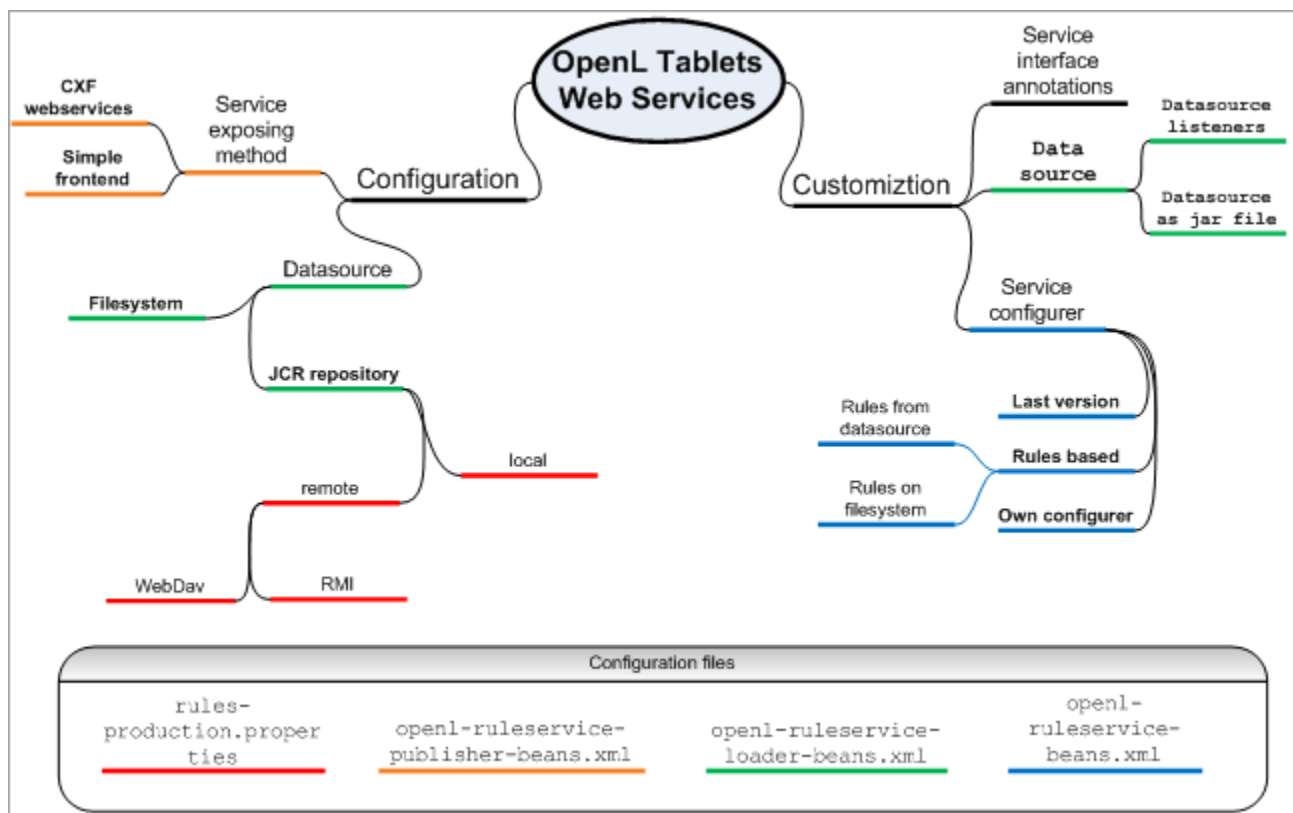 OpenL Tablets
Web Services
CXF
webservices
Simple
frontend
Service
exposing
method
Configuration
Datasource
Filesystem
JCR repository
local
remote
WebDav
RMI
Customiztion
Service
interface
annotations
Data
source
Datasource
listeners
Datasource
as jar file
Service
configurer
Last version
Rules based
Own configurer
Rules from
datasource
Rules on
filesystem
Configuration files
rules-
production.proper
ties
openl-ruleservice-
publisher-beans.xml
openl-ruleservice-
loader-beans.xml
openl-
ruleservice-
beans.xml